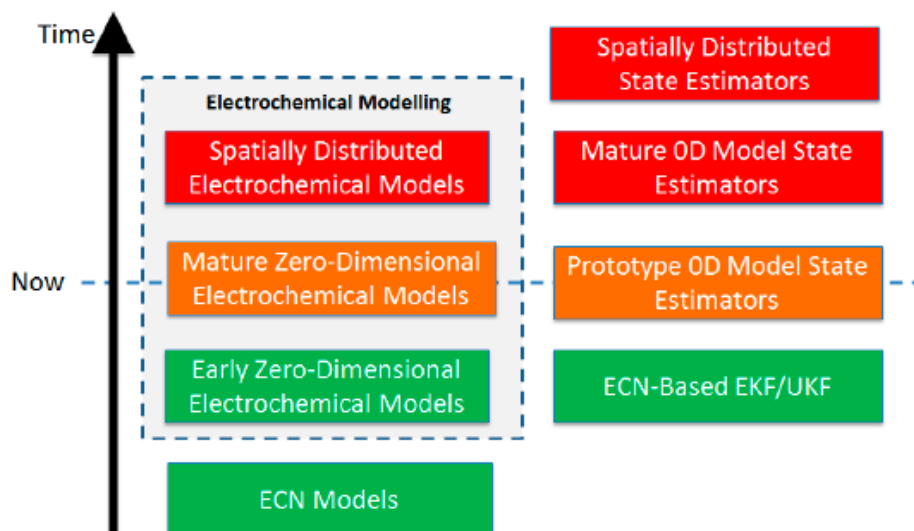 Time
Electrochemical Modelling
Spatially Distributed
Electrochemical Models
Mature Zero-Dimensional
Electrochemical Models
Early Zero-Dimensional
Electrochemical Models
ECN Models
Now
Spatially Distributed
State Estimators
Mature 0D Model State
Estimators
Prototype 0D Model State
Estimators
ECN-Based EKF/UKF